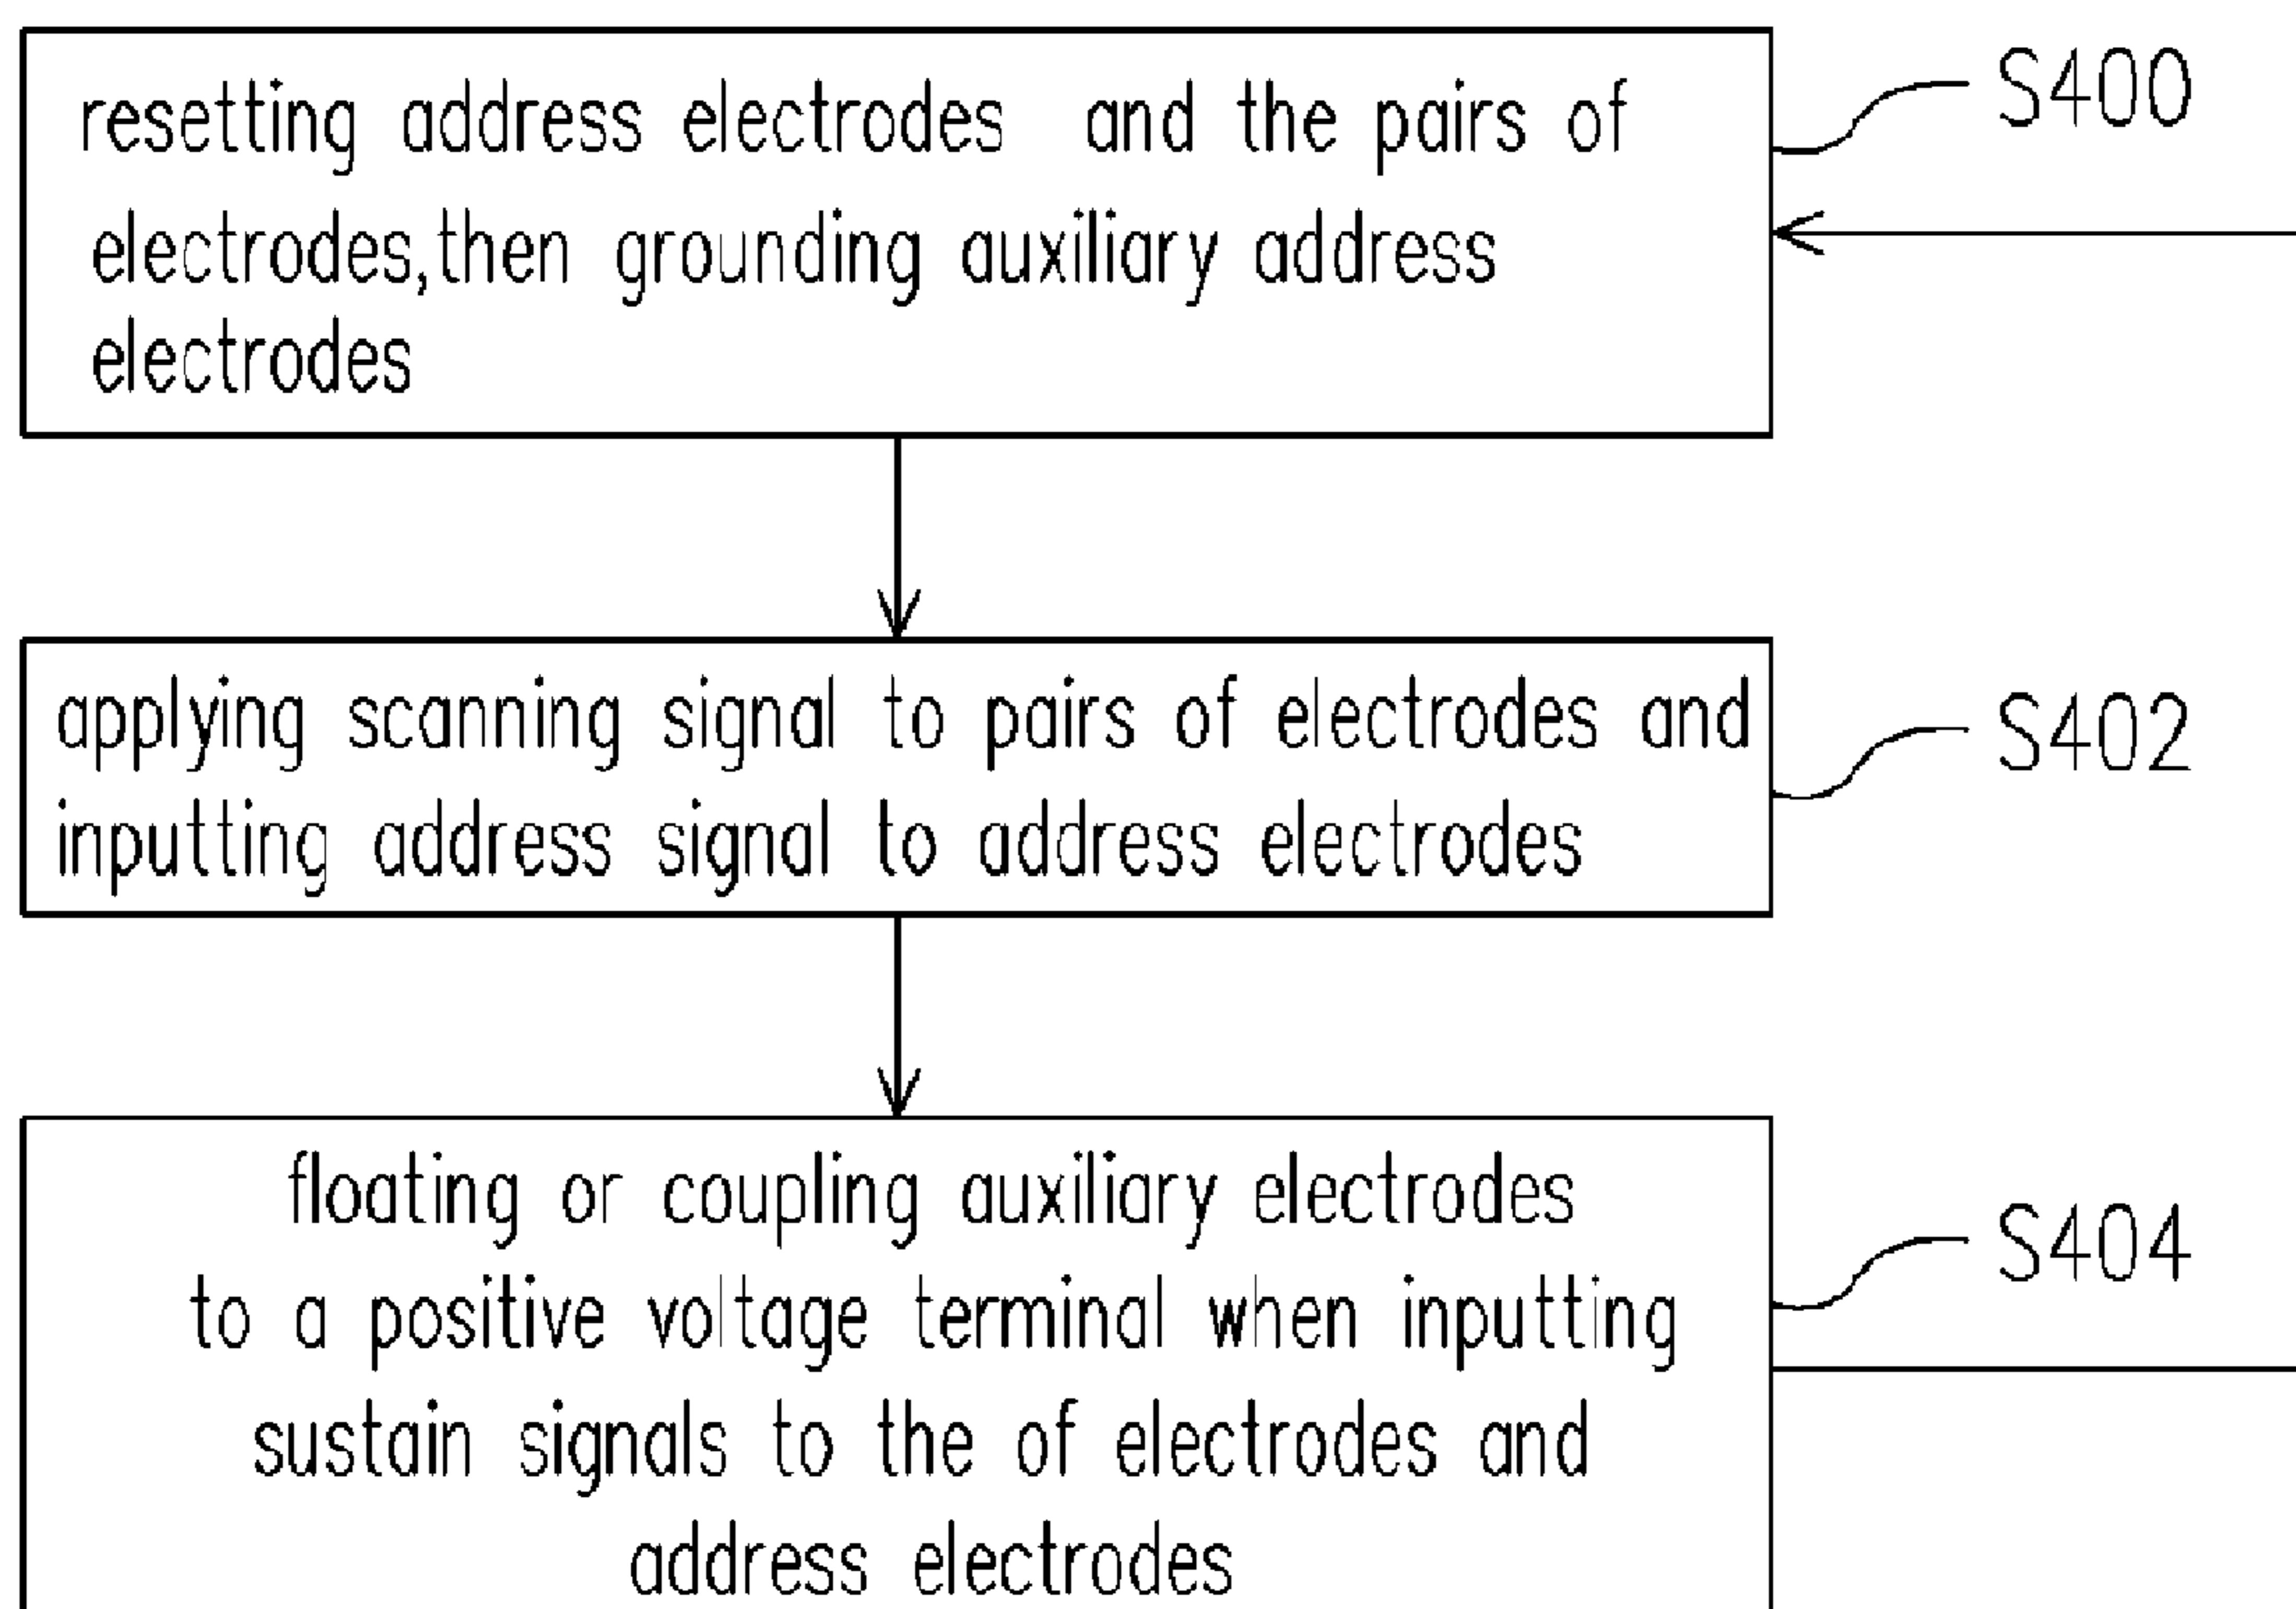 resetting address electrodes and the pairs of
electrodes,then grounding auxiliary address
electrodes
S400
applying scanning signal to pairs of electrodes and
inputting address signal to address electrodes
S402
floating or coupling auxiliary electrodes
to a positive voltage terminal when inputting
sustain signals to the of electrodes and
address electrodes
S404